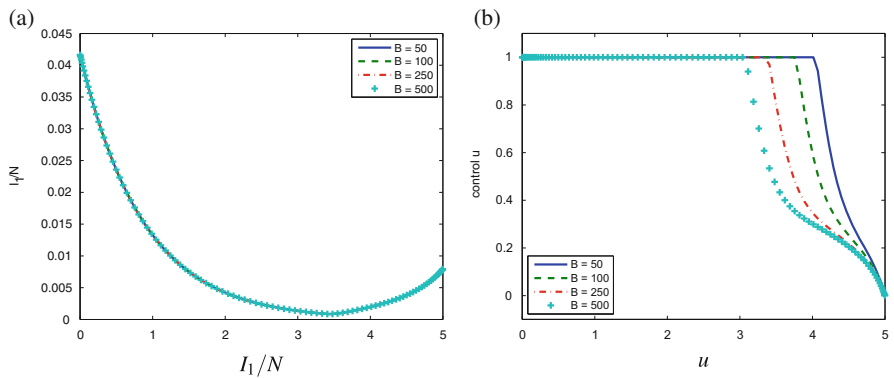 (a)
0.045
0.04
0.035
0.03
0.025
0.02
0.015
0.01
0.005
0
I₁/N
0 1 2 3 4 5
B = 50
B = 100
B = 250
B = 500
I₁/N
(b)
1
0.8
0.6
0.4
0.2
0
control u
0 1 2 3 4 5
B = 50
B = 100
B = 250
B = 500
u